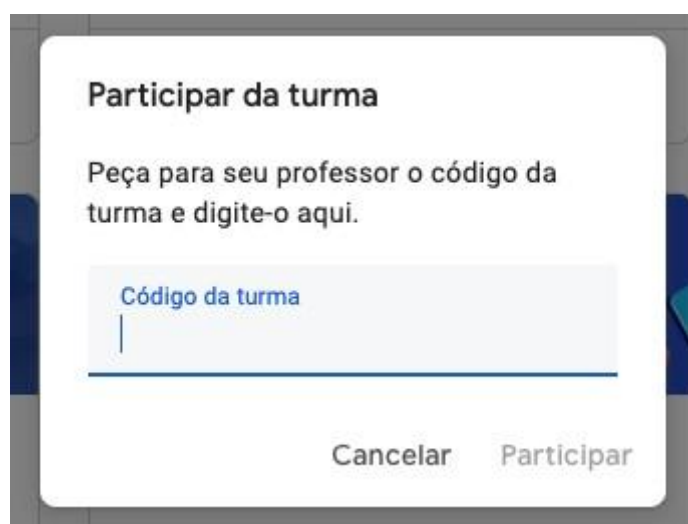 Participar da turma
Peça para seu professor o código da
turma e digite-o aqui.
Código da turma
Cancelar Participar